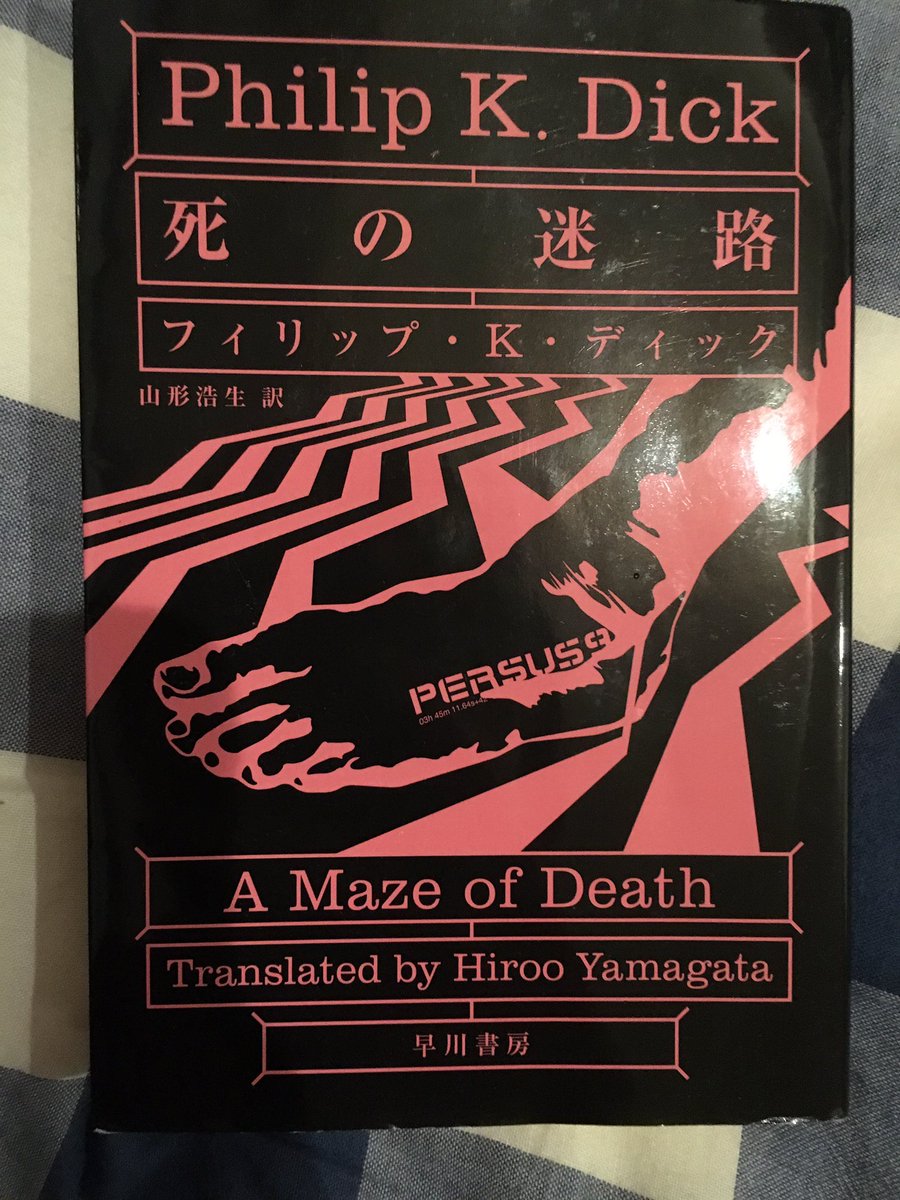 Philip K. Dick
死の迷路
フィリップ・K・ディック
山形浩生 訳
PERSUS9
03h 45m 11.64s+42
A Maze of Death
Translated by Hiroo Yamagata
早川書房